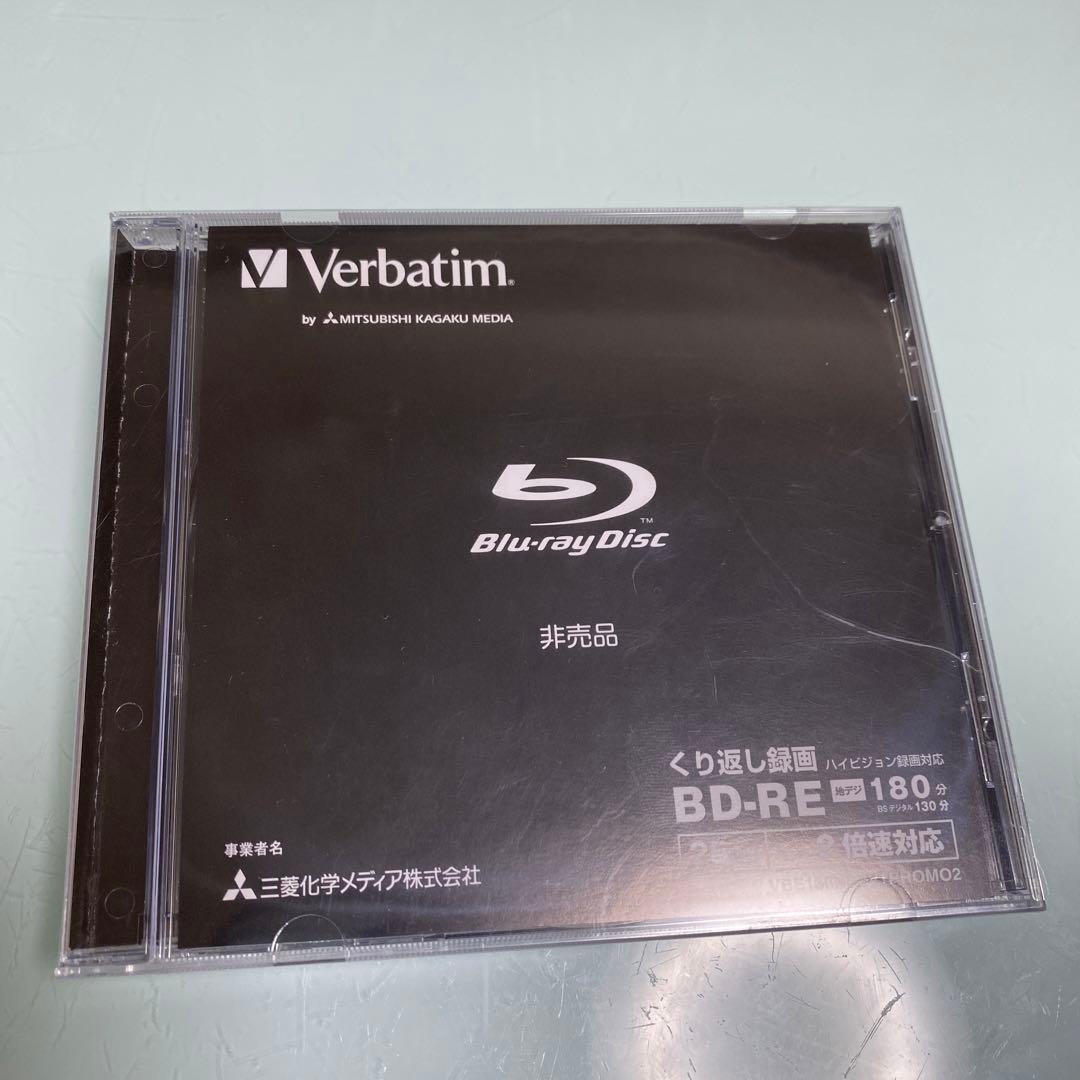 Verbatim®
by MITSUBISHI KAGAKU MEDIA
Blu-ray Disc™
非売品
くり返し録画 ハイビジョン録画対応
BD-RE 地デジ 180分
BSデジタル 130分
倍速対応
事業者名
三菱化学メディア株式会社